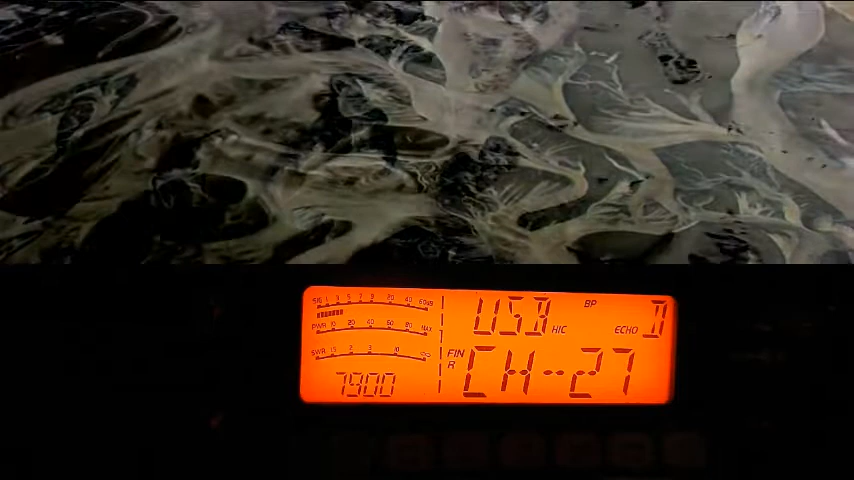 SIG 1 3 5 7 9 20 40 60dB
PWR 10 20 40 60 80 MAX
SWR 1.5 2 3 10 ∞
7900
USB HIC BP ECHO D
FIN
R
CH--27